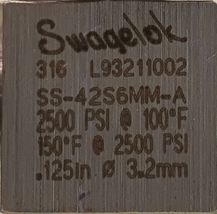 Swagelok
316 L93211002
SS-42S6MM-A
2500 PSI @ 100°F
150°F @ 2500 PSI
.125in Ø 3.2mm